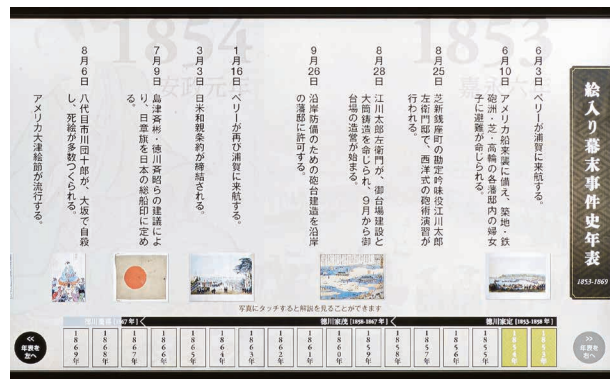 絵入り幕末事件史年表
1853-1869
1853
嘉永六年
6月3日 ペリーが浦賀に来航する。
6月10日 アメリカ船来襲に備え、築地・鉄
砲洲・芝・高輪の各藩邸内の婦女
子に避難が命じられる。
8月25日 芝新銭座町の勘定吟味役江川太郎
左衛門邸で、西洋式の砲術演習が
行われる。
8月28日 江川太郎左衛門が、御台場建設と
大筒鋳造を命じられ、9月から御
台場の造営が始まる。
9月26日 沿岸防備のための砲台建造を沿岸
の藩邸に許可する。
1854
安政元年
1月16日 ペリーが再び浦賀に来航する。
3月3日 日米和親条約が締結される。
7月9日 島津斉彬・徳川斉昭らの建議によ
り、日章旗を日本の総船印に定め
る。
8月6日 八代目市川団十郎が、大坂で自殺
し、死絵が多数つくられる。
アメリカ大津絵節が流行する。
写真にタッチすると解説を見ることができます
徳川家定[1853-1858年]
徳川家茂[1858-1867年]
徳川慶喜[1867年]
1853年
1854年
1855年
1856年
1857年
1858年
1859年
1860年
1861年
1862年
1863年
1864年
1865年
1866年
1867年
1868年
1869年
>>
年表を
右へ
<<
年表を
左へ